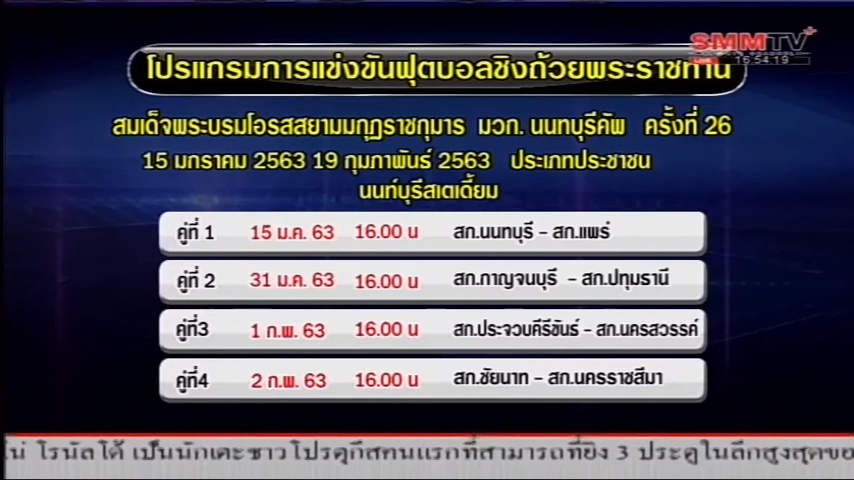 SMMTV+
LIVE 16.54.19
โปรแกรมการแข่งขันฟุตบอลชิงถ้วยพระราชทาน
สมเด็จพระบรมโอรสสยามมกุฎราชกุมาร มวก. นนทบุรีคัพ ครั้งที่ 26
15 มกราคม 2563 19 กุมภาพันธ์ 2563 ประเภทประชาชน
นนท์บุรีสเตเดี้ยม
คู่ที่ 1 15 ม.ค. 63 16.00 น สก.นนทบุรี - สก.แพร่
คู่ที่ 2 31 ม.ค. 63 16.00 น สก.กาญจนบุรี - สก.ปทุมธานี
คู่ที่3 1 ก.พ. 63 16.00 น สก.ประจวบคีรีขันธ์ - สก.นครสวรรค์
คู่ที่4 2 ก.พ. 63 16.00 น สก.ชัยนาท - สก.นครราชสีมา
โรนัลโด้ เป็นนักเตะชาวโปรตุกีสคนแรกที่สามารถที่ยิง 3 ประตูในลีกสูงสุดขอ